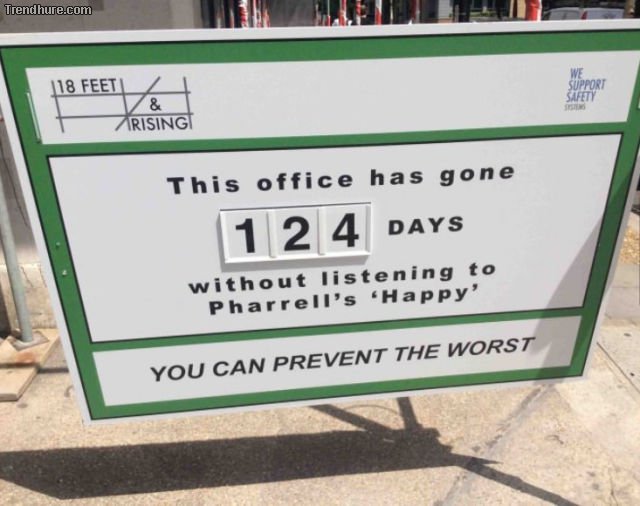 Trendhure.com
18 FEET
&
RISING
WE
SUPPORT
SAFETY
SYSTEMS
This office has gone
124 DAYS
without listening to
Pharrell's 'Happy'
YOU CAN PREVENT THE WORST